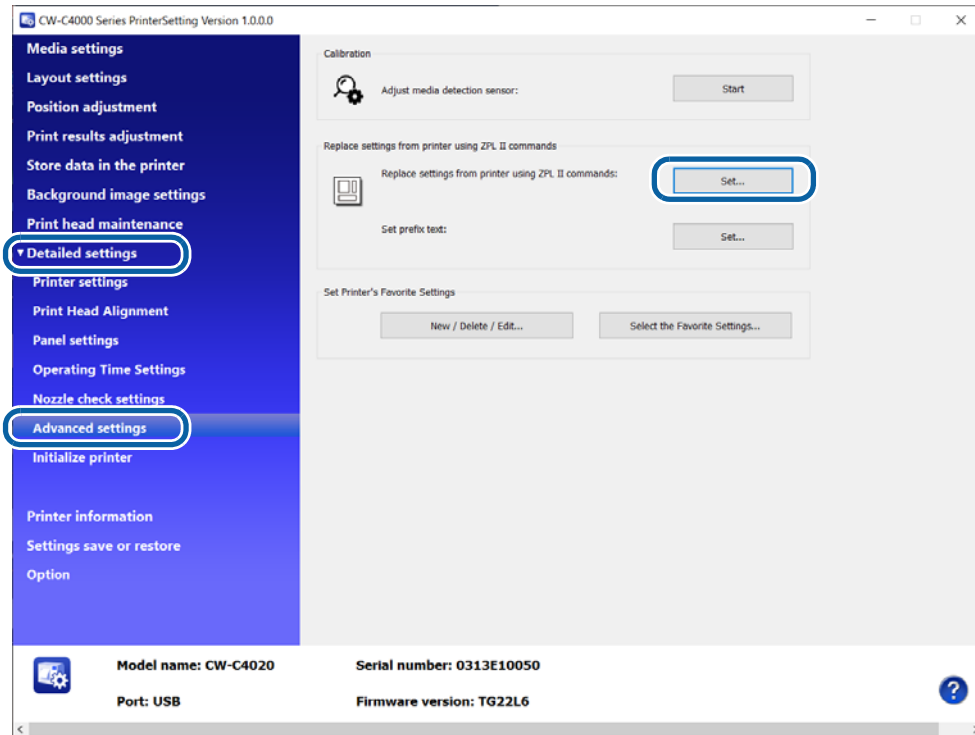 CW-C4000 Series PrinterSetting Version 1.0.0.0
Media settings
Layout settings
Position adjustment
Print results adjustment
Store data in the printer
Background image settings
Print head maintenance
▾ Detailed settings
Printer settings
Print Head Alignment
Panel settings
Operating Time Settings
Nozzle check settings
Advanced settings
Initialize printer
Printer information
Settings save or restore
Option
Calibration
Adjust media detection sensor:
Start
Replace settings from printer using ZPL II commands
Replace settings from printer using ZPL II commands:
Set...
Set prefix text:
Set...
Set Printer's Favorite Settings
New / Delete / Edit...
Select the Favorite Settings...
Model name: CW-C4020
Serial number: 0313E10050
Port: USB
Firmware version: TG22L6
?